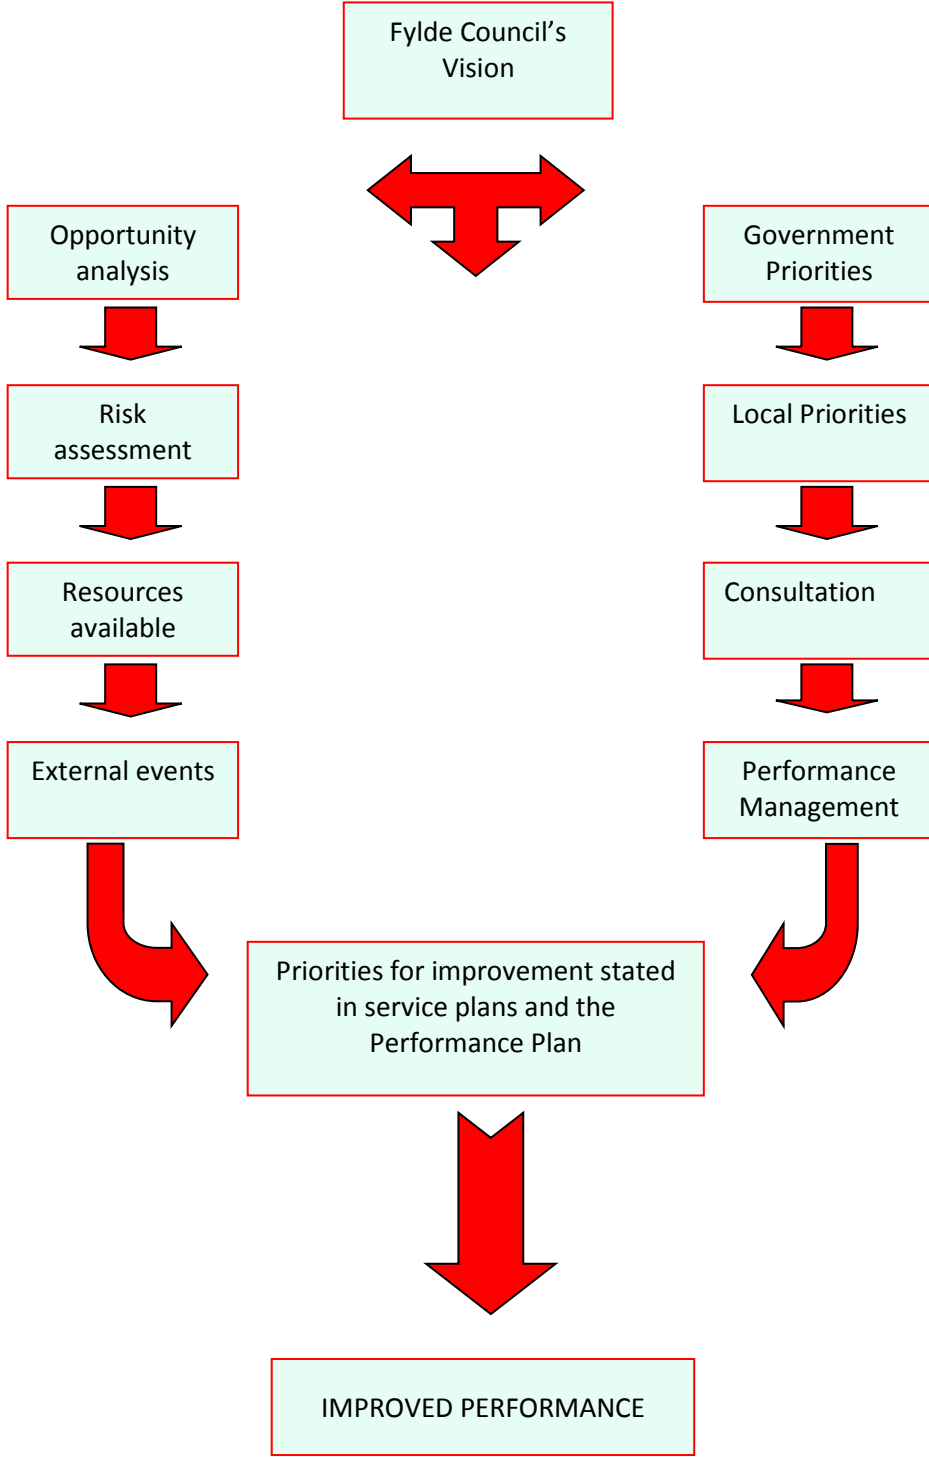 Fylde Council’s
Vision
Opportunity
analysis
Government
Priorities
Risk
assessment
Local Priorities
Resources
available
Consultation
External events
Performance
Management
Priorities for improvement stated
in service plans and the
Performance Plan
IMPROVED PERFORMANCE